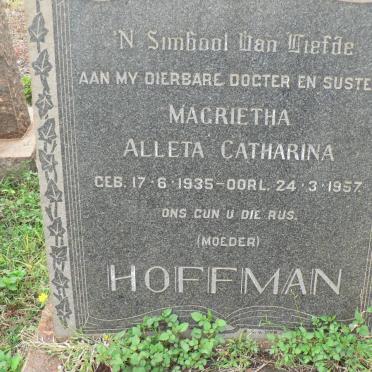 'N Simbool Van Liefde
AAN MY DIERBARE DOGTER EN SUSTE
MAGRIETHA
ALLETA CATHARINA
GEB. 17·6·1935-OORL. 24·3·1957.
ONS GUN U DIE RUS.
(MOEDER)
HOFFMAN